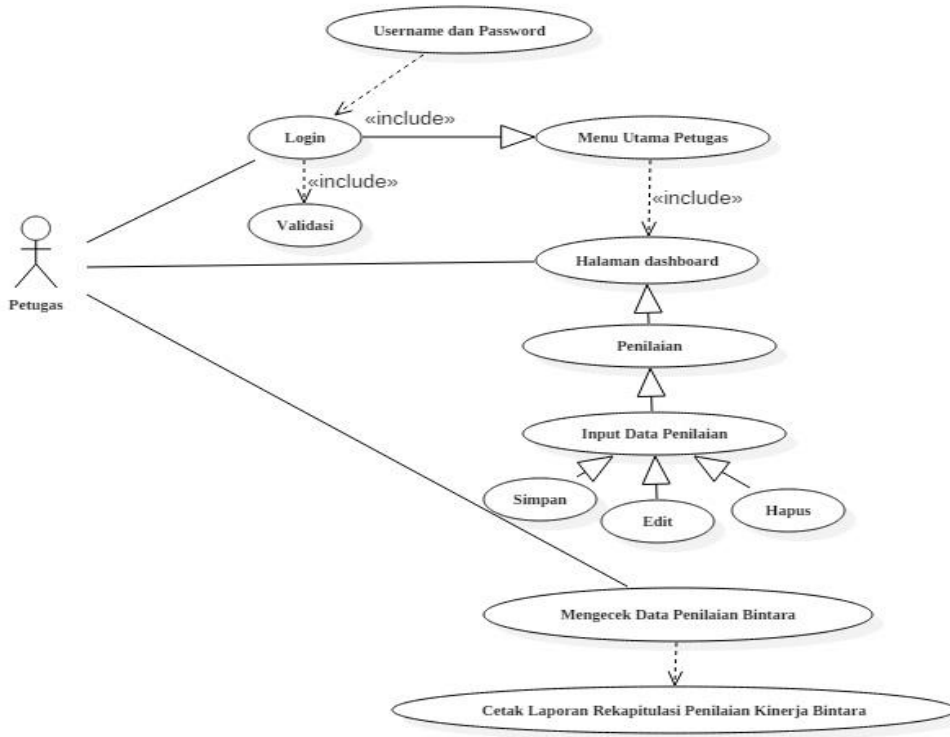 Username dan Password
«include»
Login
Menu Utama Petugas
«include»
«include»
Validasi
Halaman dashboard
Petugas
Penilaian
Input Data Penilaian
Simpan
Edit
Hapus
Mengecek Data Penilaian Bintara
Cetak Laporan Rekapitulasi Penilaian Kinerja Bintara